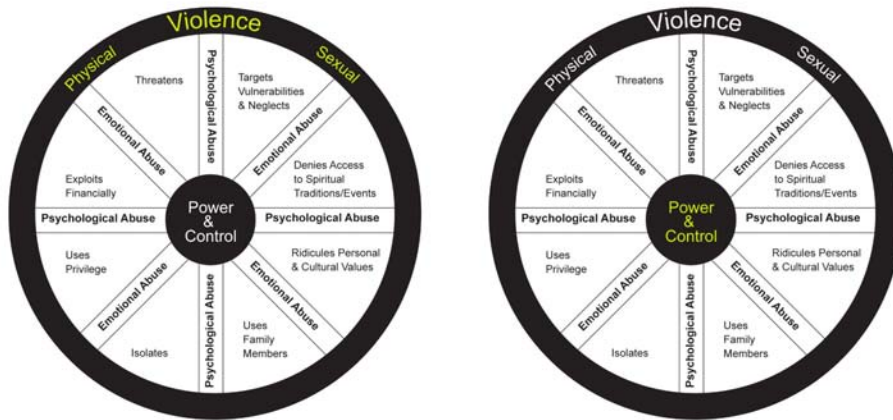 Violence
Physical
Sexual
Threatens
Psychological Abuse
Targets
Vulnerabilities
& Neglects
Emotional Abuse
Emotional Abuse
Exploits
Financially
Denies Access
to Spiritual
Traditions/Events
Psychological Abuse
Power
&
Control
Psychological Abuse
Uses
Privilege
Ridicules Personal
& Cultural Values
Emotional Abuse
Psychological Abuse
Emotional Abuse
Isolates
Uses
Family
Members
Violence
Physical
Sexual
Threatens
Psychological Abuse
Targets
Vulnerabilities
& Neglects
Emotional Abuse
Emotional Abuse
Exploits
Financially
Denies Access
to Spiritual
Traditions/Events
Psychological Abuse
Power
&
Control
Psychological Abuse
Uses
Privilege
Ridicules Personal
& Cultural Values
Emotional Abuse
Psychological Abuse
Emotional Abuse
Isolates
Uses
Family
Members